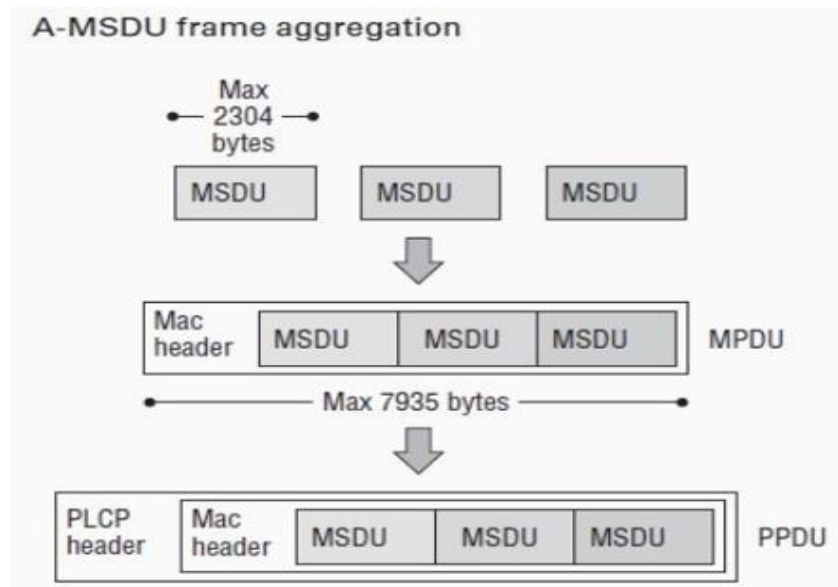 A-MSDU frame aggregation
Max
2304
bytes
MSDU MSDU MSDU
Mac
header MSDU MSDU MSDU MPDU
Max 7935 bytes
PLCP
header Mac
header MSDU MSDU MSDU PPDU